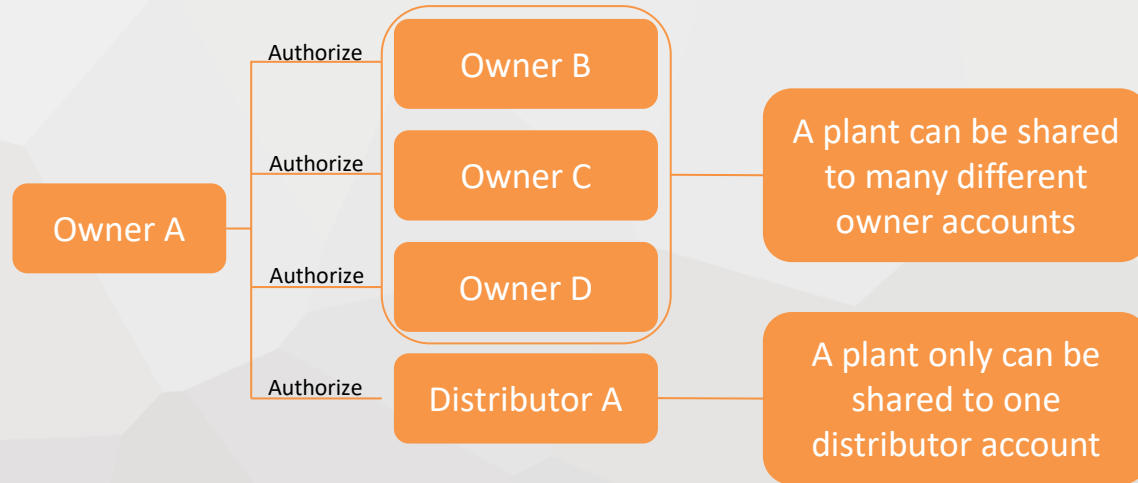 Authorize
Owner B
Authorize
Owner C
Owner A
Authorize
Owner D
Authorize
Distributor A
A plant can be shared
to many different
owner accounts
A plant only can be
shared to one
distributor account